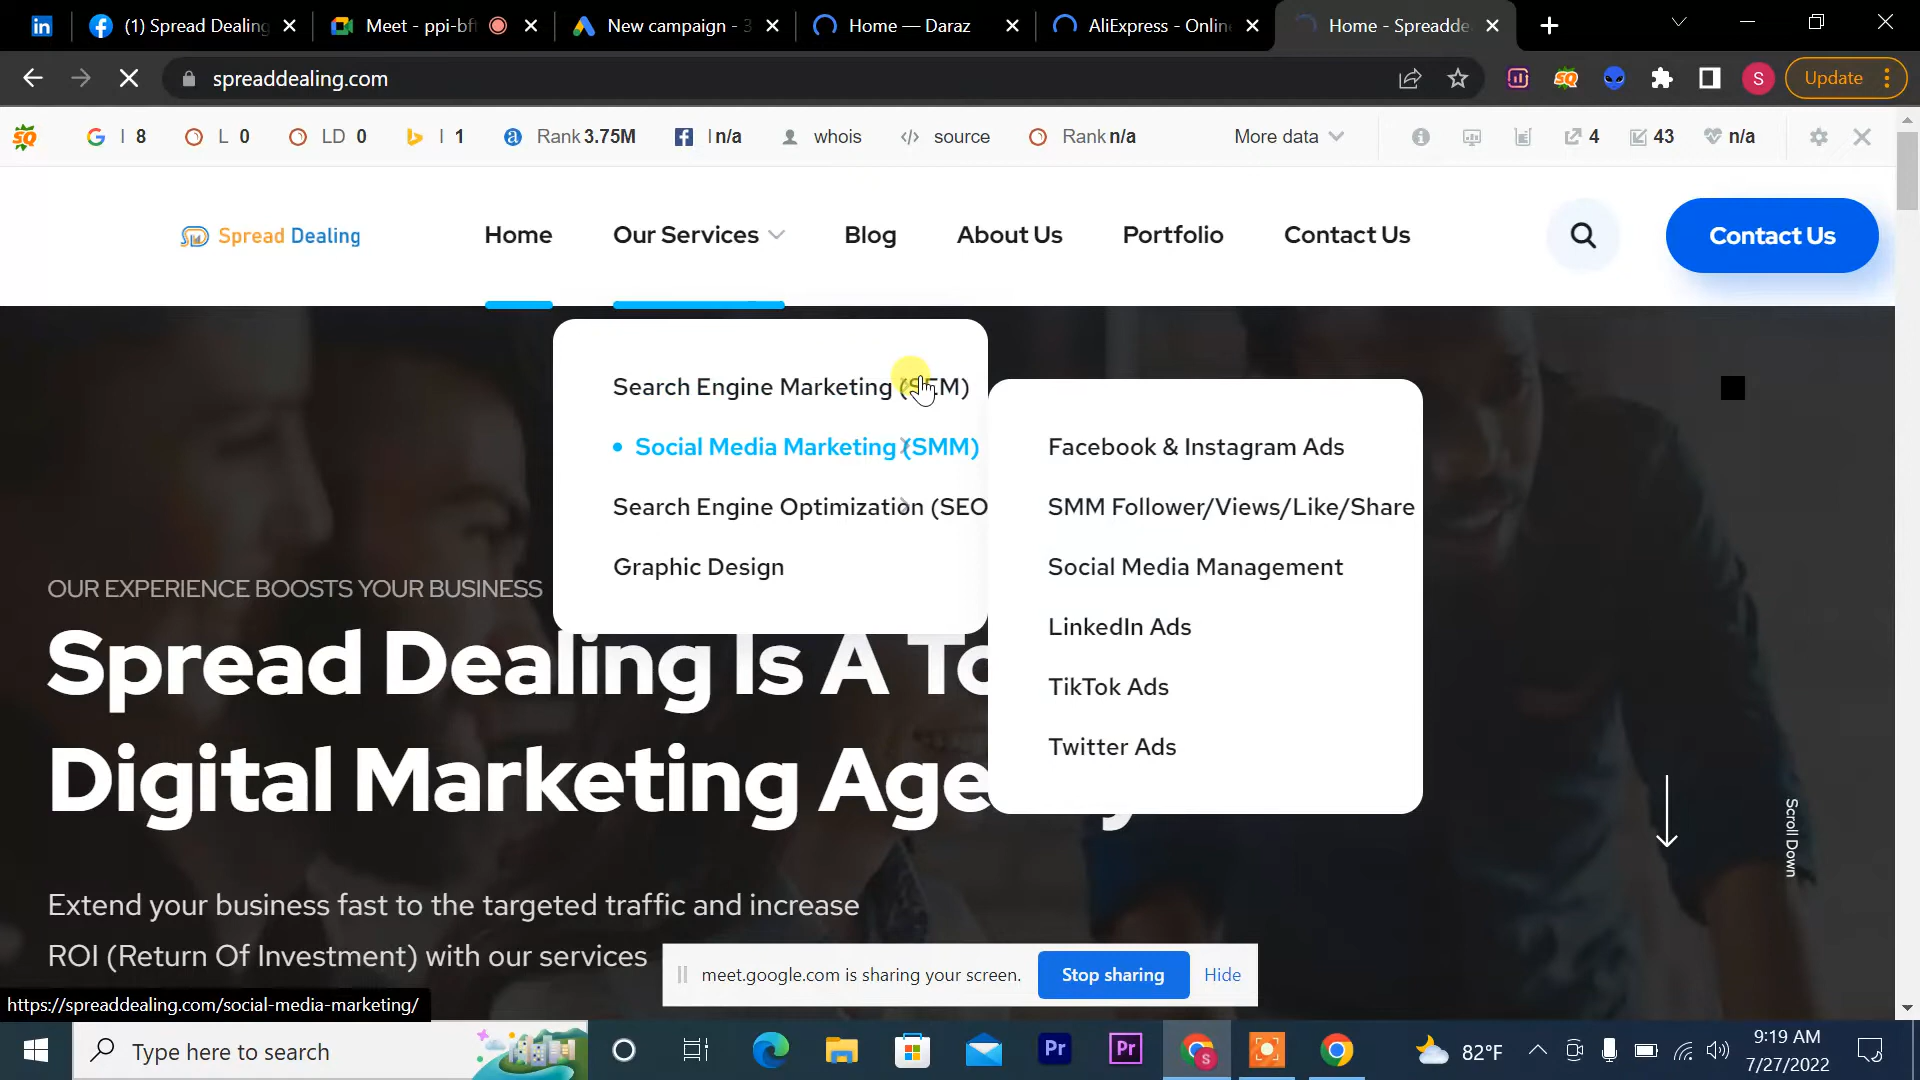 (1) Spread Dealing
Meet - ppi-bf
New campaign - 3
Home — Daraz
AliExpress - Onlin
Home - Spreadde
spreaddealing.com
S
Update
SQ
I 8
L 0
LD 0
I 1
Rank 3.75M
I n/a
whois
source
Rank n/a
More data
4
43
n/a
Spread Dealing
Home
Our Services
Blog
About Us
Portfolio
Contact Us
Contact Us
Search Engine Marketing (SEM)
Social Media Marketing (SMM)
Search Engine Optimization (SEO
Graphic Design
Facebook & Instagram Ads
SMM Follower/Views/Like/Share
Social Media Management
LinkedIn Ads
TikTok Ads
Twitter Ads
OUR EXPERIENCE BOOSTS YOUR BUSINESS
Spread Dealing Is A To
Digital Marketing Age y
Extend your business fast to the targeted traffic and increase
ROI (Return Of Investment) with our services
Scroll Down
meet.google.com is sharing your screen.
Stop sharing
Hide
https://spreaddealing.com/social-media-marketing/
Type here to search
Pr
Pr
S
82°F
9:19 AM
7/27/2022